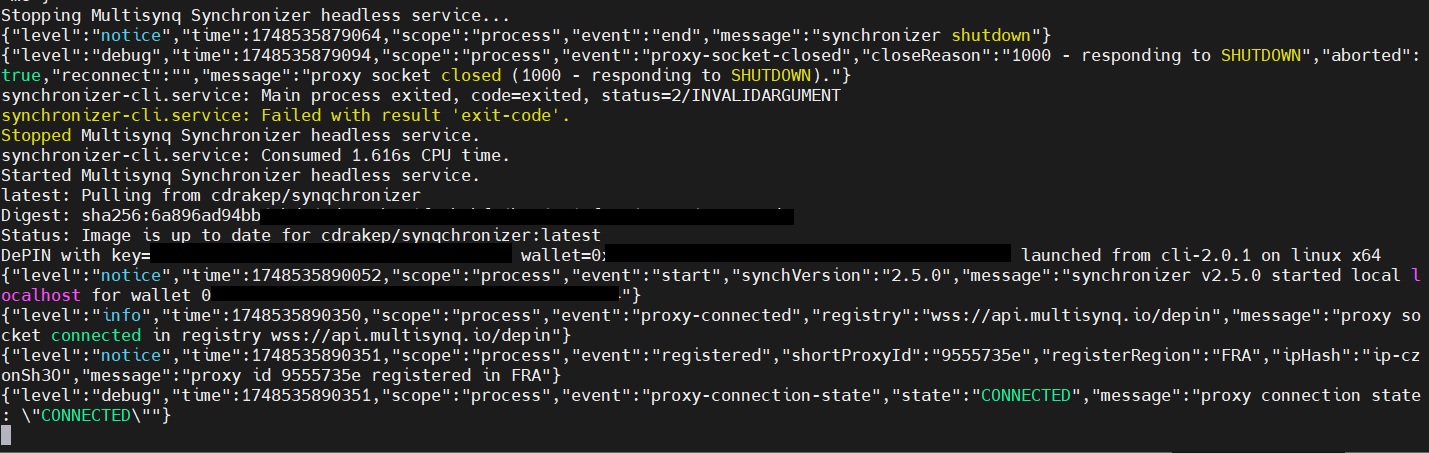 Stopping Multisynq Synchronizer headless service...
{"level":"notice","time":1748535879064,"scope":"process","event":"end","message":"synchronizer shutdown"}
{"level":"debug","time":1748535879094,"scope":"process","event":"proxy-socket-closed","closeReason":"1000 - responding to SHUTDOWN","aborted":
true,"reconnect":"","message":"proxy socket closed (1000 - responding to SHUTDOWN)."}
synchronizer-cli.service: Main process exited, code=exited, status=2/INVALIDARGUMENT
synchronizer-cli.service: Failed with result 'exit-code'.
Stopped Multisynq Synchronizer headless service.
synchronizer-cli.service: Consumed 1.616s CPU time.
Started Multisynq Synchronizer headless service.
latest: Pulling from cdrakep/synqchronizer
Digest: sha256:6a896ad94bb
Status: Image is up to date for cdrakep/synqchronizer:latest
DePIN with key= wallet=0x launched from cli-2.0.1 on linux x64
{"level":"notice","time":1748535890052,"scope":"process","event":"start","synchVersion":"2.5.0","message":"synchronizer v2.5.0 started local l
ocalhost for wallet 0 "}
{"level":"info","time":1748535890350,"scope":"process","event":"proxy-connected","registry":"wss://api.multisynq.io/depin","message":"proxy so
cket connected in registry wss://api.multisynq.io/depin"}
{"level":"notice","time":1748535890351,"scope":"process","event":"registered","shortProxyId":"9555735e","registerRegion":"FRA","ipHash":"ip-cz
onSh3O","message":"proxy id 9555735e registered in FRA"}
{"level":"debug","time":1748535890351,"scope":"process","event":"proxy-connection-state","state":"CONNECTED","message":"proxy connection state
: \"CONNECTED\""}